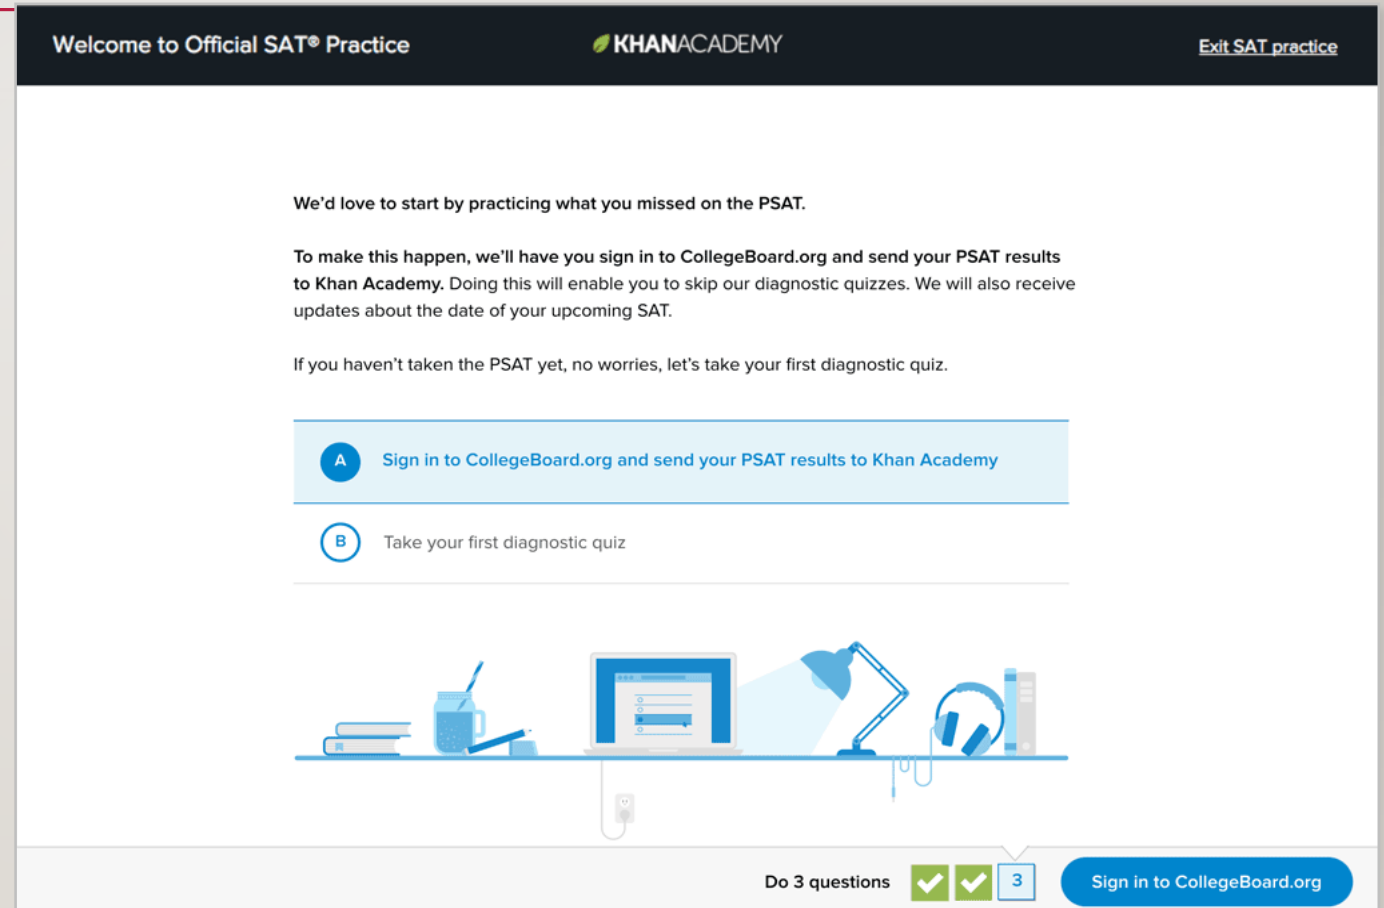 Welcome to Official SAT® Practice
KHANACADEMY
Exit SAT practice
We'd love to start by practicing what you missed on the PSAT.
To make this happen, we'll have you sign in to CollegeBoard.org and send your PSAT results
to Khan Academy. Doing this will enable you to skip our diagnostic quizzes. We will also receive
updates about the date of your upcoming SAT.
If you haven't taken the PSAT yet, no worries, let's take your first diagnostic quiz.
A Sign in to CollegeBoard.org and send your PSAT results to Khan Academy
B Take your first diagnostic quiz
Do 3 questions 3 Sign in to CollegeBoard.org